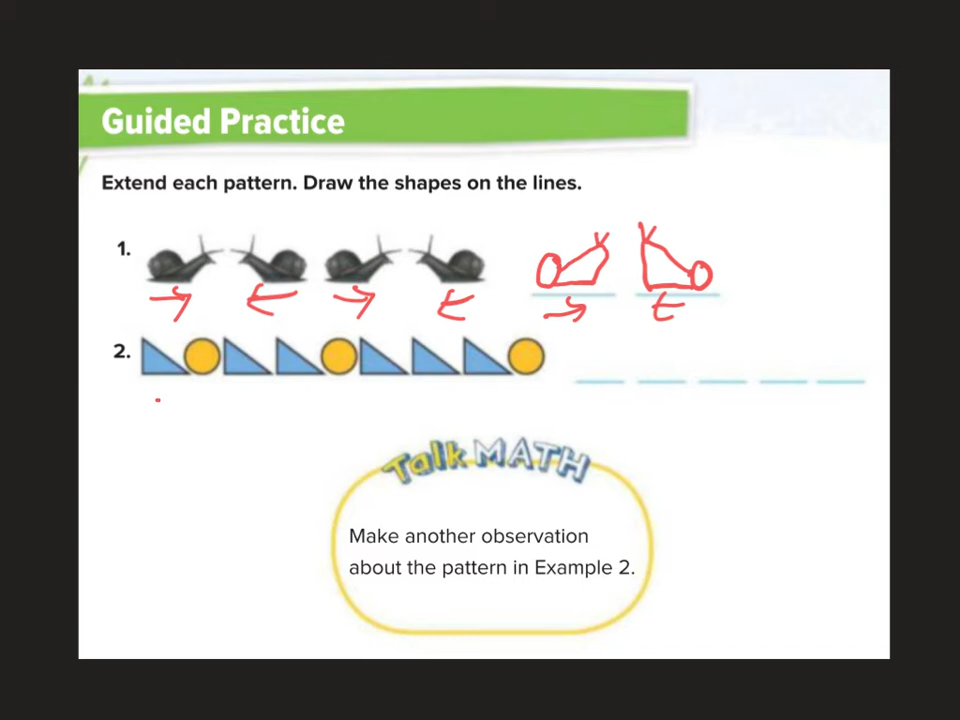 Guided Practice
Extend each pattern. Draw the shapes on the lines.
1.
2.
Talk MATH
Make another observation
about the pattern in Example 2.